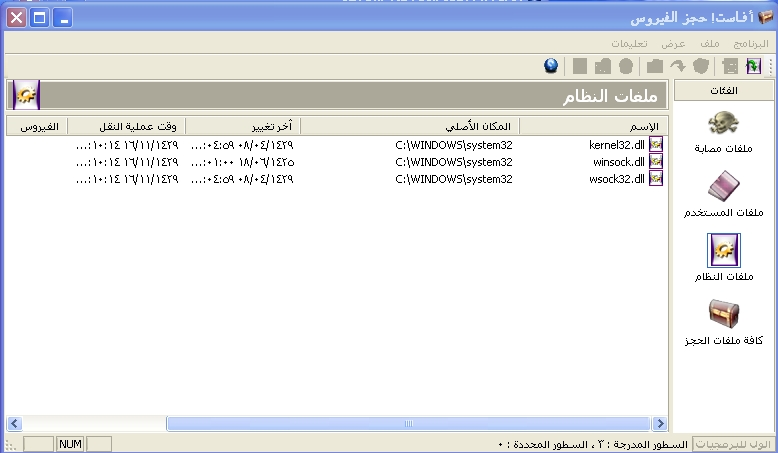 أفاست! حجز الفيروس
البرنامج ملف عرض تعليمات
الفئات
ملفات مصابة
ملفات المستخدم
ملفات النظام
كافة ملفات الحجز
ملفات النظام
الإسم المكان الأصلي آخر تغيير وقت عملية النقل الفيروس
kernel32.dll C:\WINDOWS\system32 ٠٨/٠٤/١٤٢٩ ٠٤:٥٩:... ١٦/١١/١٤٢٩ ١٠:١٤:...
winsock.dll C:\WINDOWS\system32 ١٨/٠٦/١٤٢٥ ٠١:٠٠:... ١٦/١١/١٤٢٩ ١٠:١٤:...
wsock32.dll C:\WINDOWS\system32 ٠٨/٠٤/١٤٢٩ ٠٤:٥٩:... ١٦/١١/١٤٢٩ ١٠:١٤:...
الول للبرمجيات السطور المدرجة : ٣ ، السطور المحددة : ٠ NUM